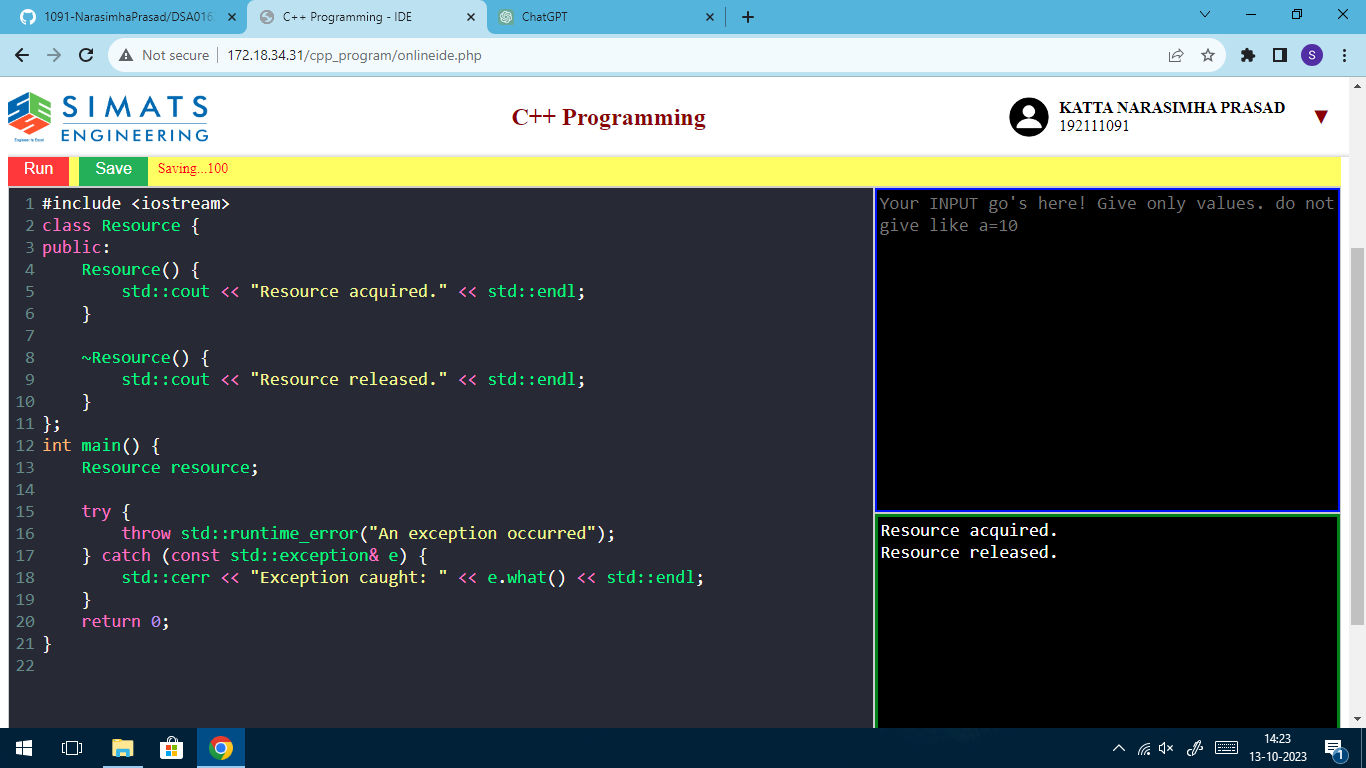 1091-NarasimhaPrasad/DSA016
C++ Programming - IDE
ChatGPT
Not secure
172.18.34.31/cpp_program/onlineide.php
S
SIMATS
ENGINEERING
Engineer to Excel
C++ Programming
KATTA NARASIMHA PRASAD
192111091
Run
Save
Saving...100
1 #include <iostream>
2 class Resource {
3 public:
4     Resource() {
5         std::cout << "Resource acquired." << std::endl;
6     }
7
8     ~Resource() {
9         std::cout << "Resource released." << std::endl;
10     }
11 };
12 int main() {
13     Resource resource;
14
15     try {
16         throw std::runtime_error("An exception occurred");
17     } catch (const std::exception& e) {
18         std::cerr << "Exception caught: " << e.what() << std::endl;
19     }
20     return 0;
21 }
22
Your INPUT go's here! Give only values. do not
give like a=10
Resource acquired.
Resource released.
14:23
13-10-2023
1